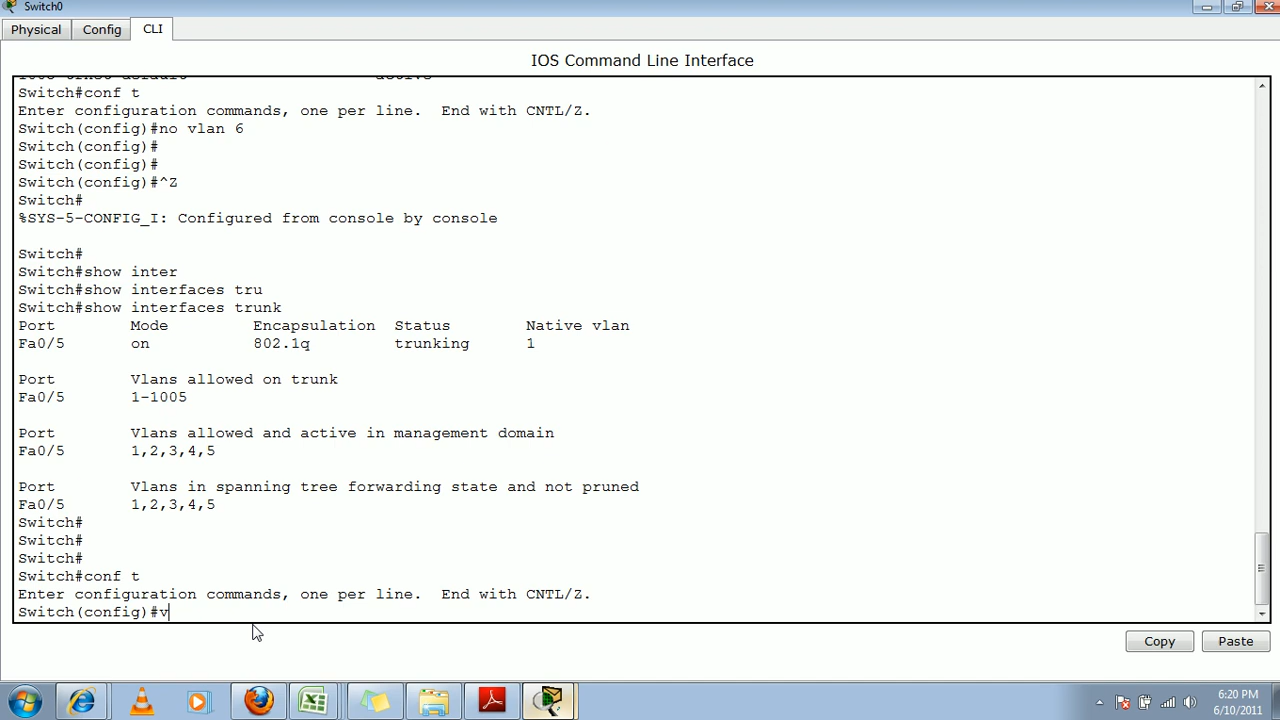 Switch0
Physical Config CLI
IOS Command Line Interface
Switch#conf t
Enter configuration commands, one per line.  End with CNTL/Z.
Switch(config)#no vlan 6
Switch(config)#
Switch(config)#
Switch(config)#^Z
Switch#
%SYS-5-CONFIG_I: Configured from console by console
Switch#
Switch#show inter
Switch#show interfaces tru
Switch#show interfaces trunk
Port        Mode         Encapsulation  Status        Native vlan
Fa0/5       on           802.1q         trunking      1
Port        Vlans allowed on trunk
Fa0/5       1-1005
Port        Vlans allowed and active in management domain
Fa0/5       1,2,3,4,5
Port        Vlans in spanning tree forwarding state and not pruned
Fa0/5       1,2,3,4,5
Switch#
Switch#
Switch#
Switch#conf t
Enter configuration commands, one per line.  End with CNTL/Z.
Switch(config)#v
Copy Paste
6:20 PM
6/10/2011